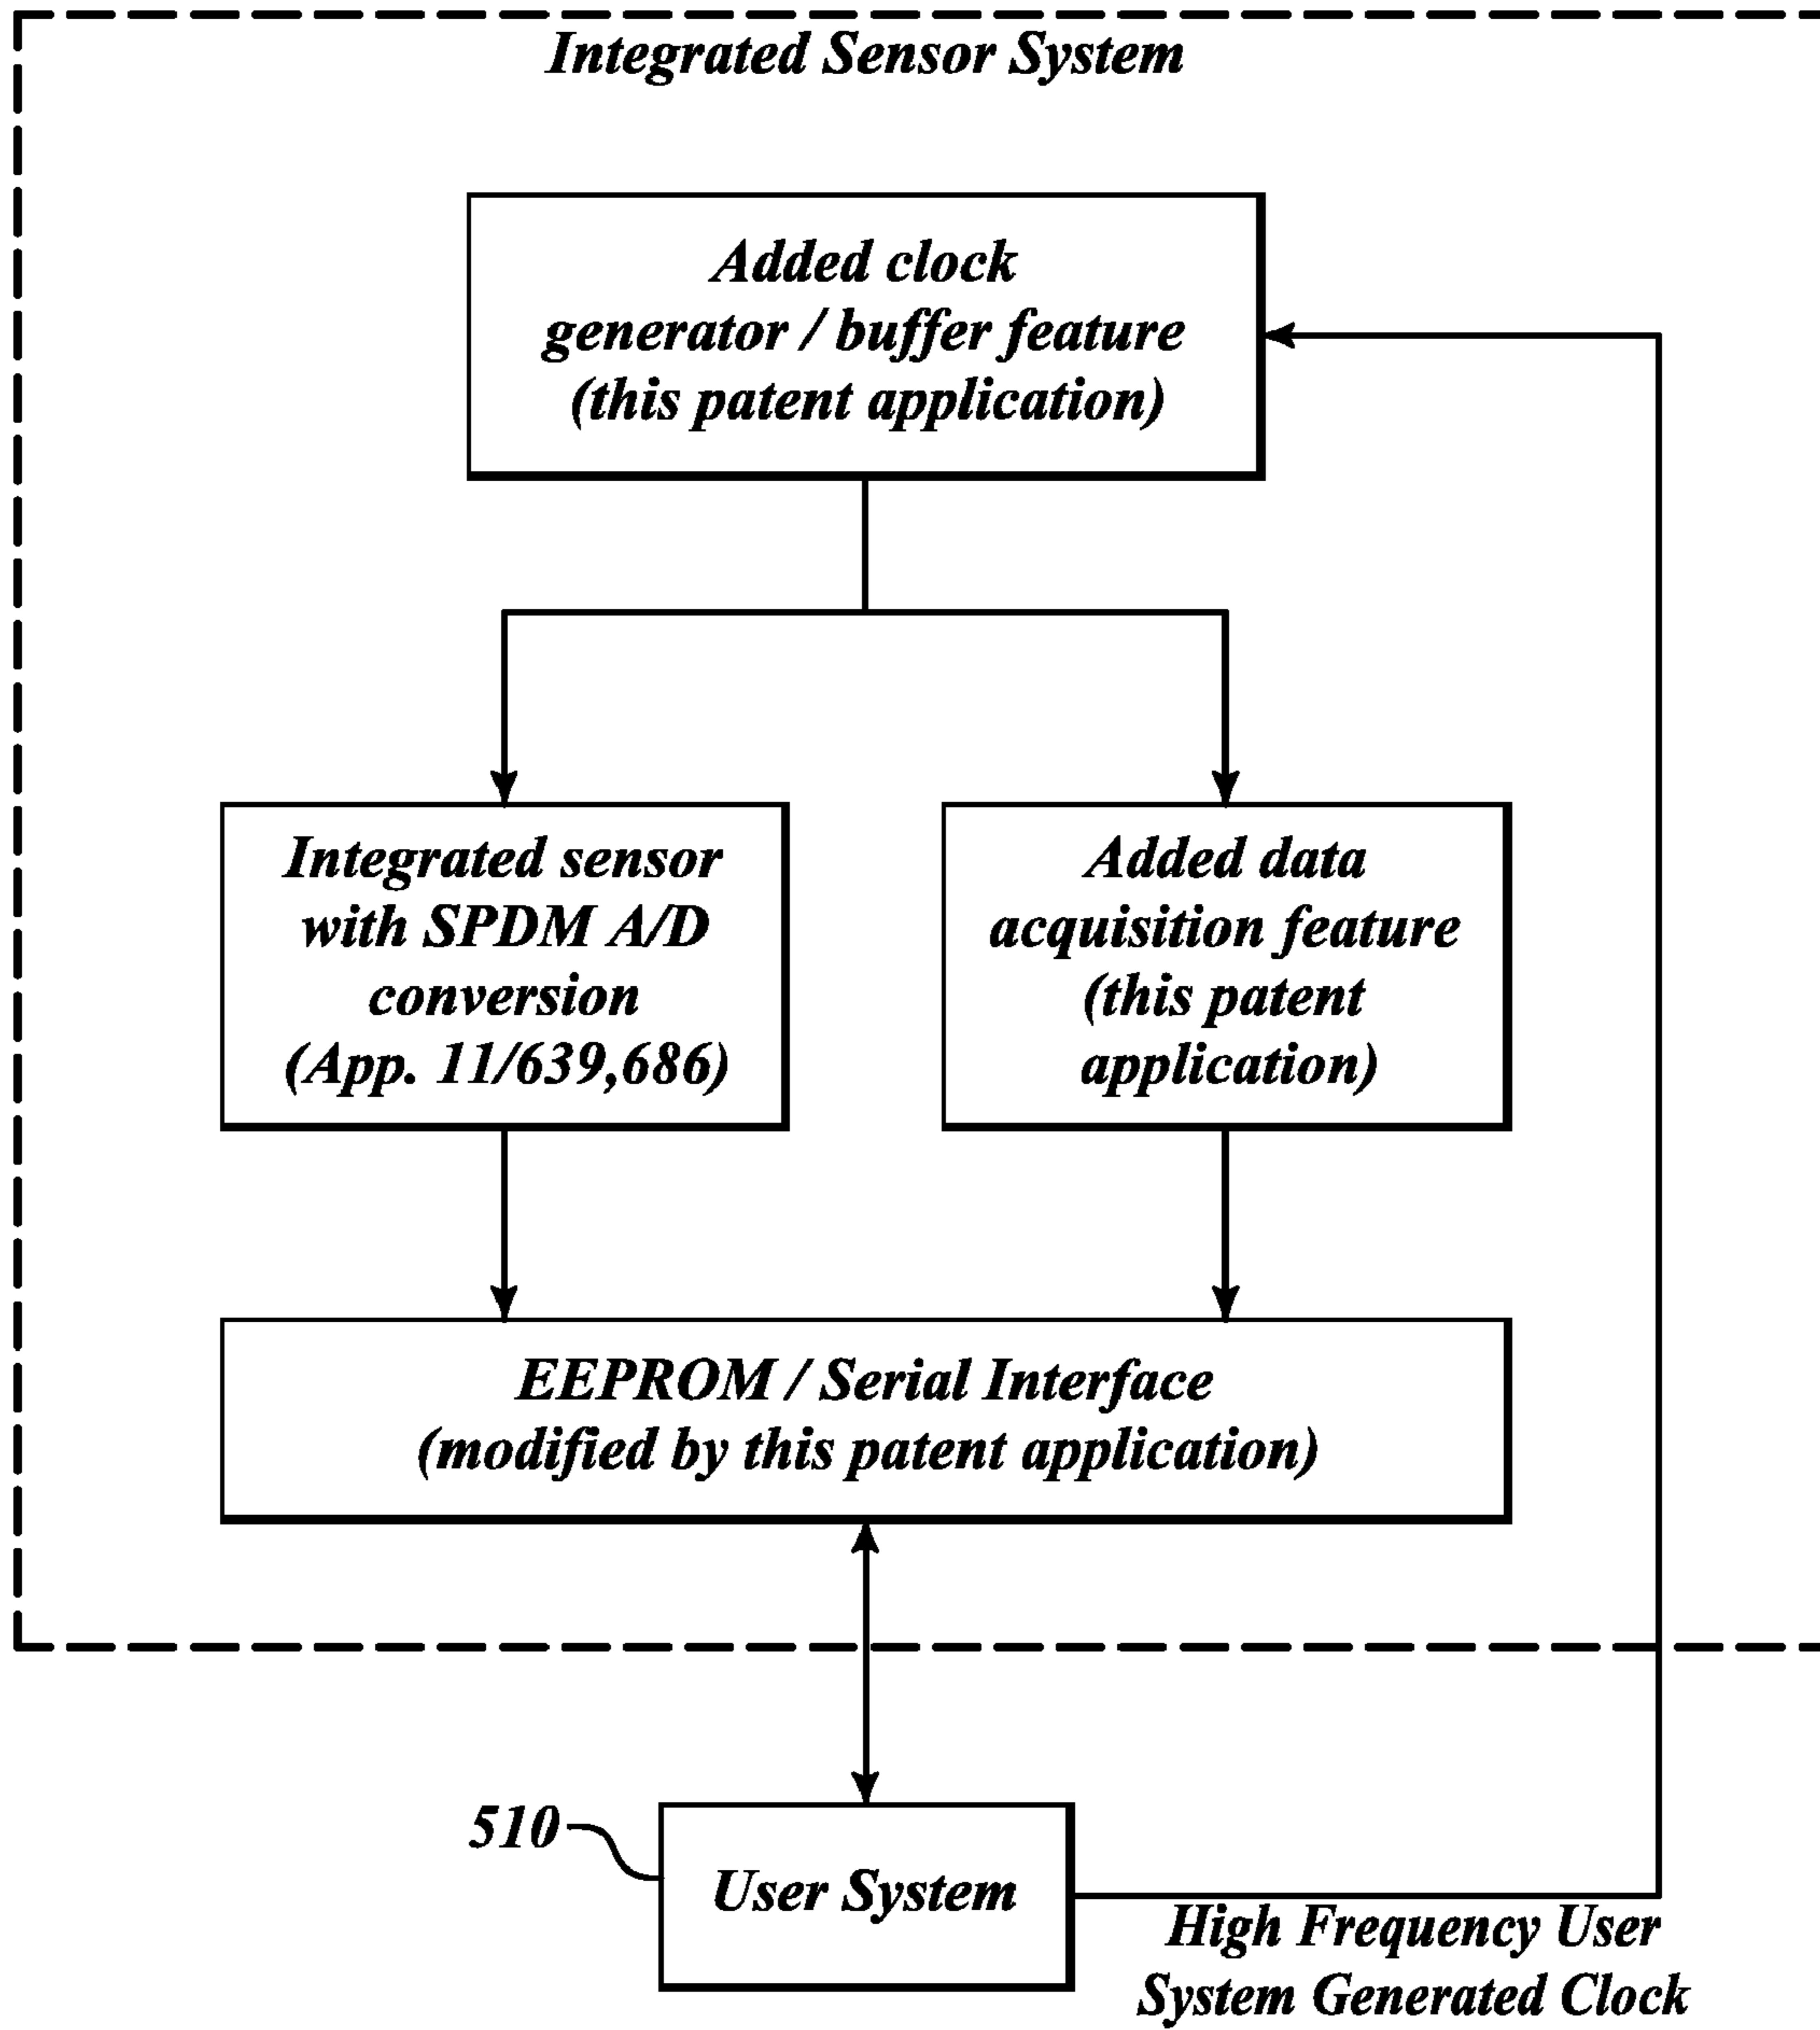 Integrated Sensor System
Added clock
generator / buffer feature
(this patent application)
Integrated sensor
with SPDM A/D
conversion
(App. 11/639,686)
Added data
acquisition feature
(this patent
application)
EEPROM / Serial Interface
(modified by this patent application)
510
User System
High Frequency User
System Generated Clock